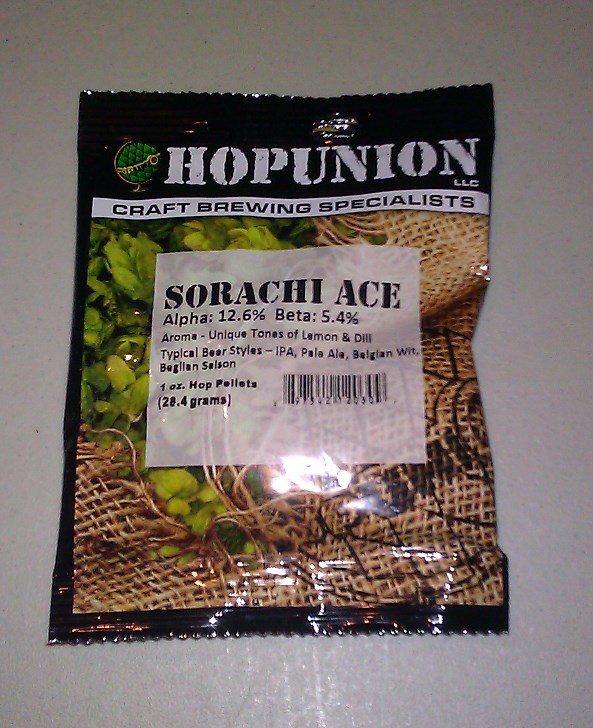 HOPUNION
LLC
CRAFT BREWING SPECIALISTS
SORACHI ACE
Alpha: 12.6% Beta: 5.4%
Aroma - Unique Tones of Lemon & Dill
Typical Beer Styles – IPA, Pale Ale, Belgian Wit,
Beglian Saison
1 oz. Hop Pellets
(28.4 grams)